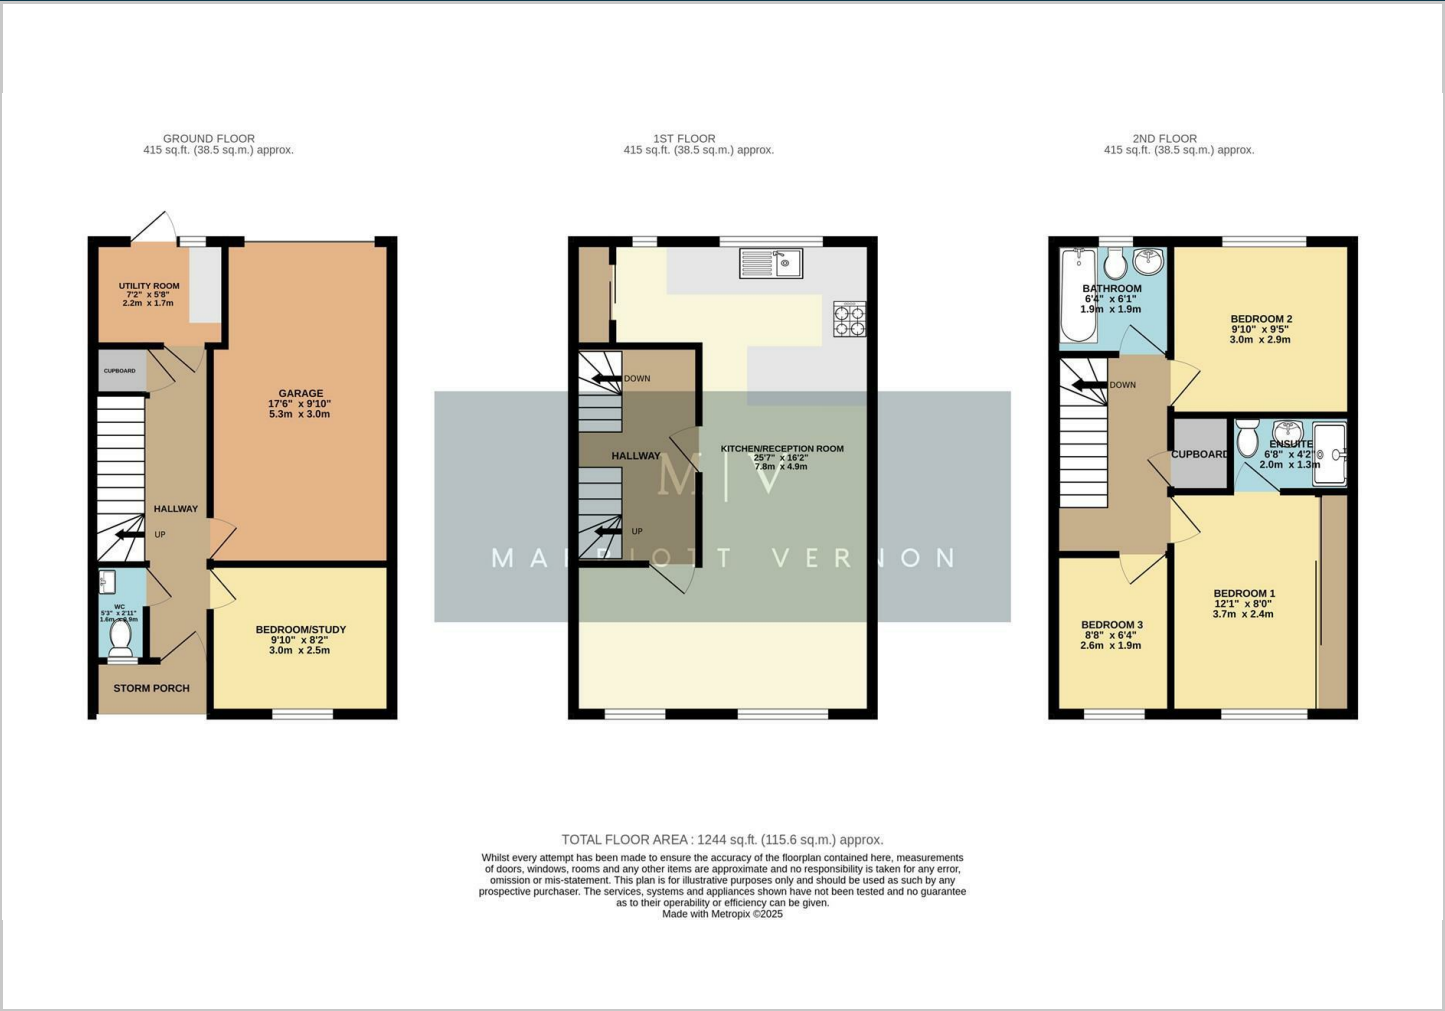 GROUND FLOOR
415 sq.ft. (38.5 sq.m.) approx.
UTILITY ROOM
7'2" x 5'8"
2.2m x 1.7m
CUPBOARD
GARAGE
17'6" x 9'10"
5.3m x 3.0m
HALLWAY
UP
WC
5'3" x 2'11"
1.6m x 0.9m
BEDROOM/STUDY
9'10" x 8'2"
3.0m x 2.5m
STORM PORCH
1ST FLOOR
415 sq.ft. (38.5 sq.m.) approx.
DOWN
HALLWAY
KITCHEN/RECEPTION ROOM
25'7" x 16'2"
7.8m x 4.9m
UP
M|V
MARRIOTT VERNON
2ND FLOOR
415 sq.ft. (38.5 sq.m.) approx.
BATHROOM
6'4" x 6'1"
1.9m x 1.9m
BEDROOM 2
9'10" x 9'5"
3.0m x 2.9m
DOWN
CUPBOARD
ENSUITE
6'8" x 4'2"
2.0m x 1.3m
BEDROOM 1
12'1" x 8'0"
3.7m x 2.4m
BEDROOM 3
8'8" x 6'4"
2.6m x 1.9m
TOTAL FLOOR AREA : 1244 sq.ft. (115.6 sq.m.) approx.
Whilst every attempt has been made to ensure the accuracy of the floorplan contained here, measurements
of doors, windows, rooms and any other items are approximate and no responsibility is taken for any error,
omission or mis-statement. This plan is for illustrative purposes only and should be used as such by any
prospective purchaser. The services, systems and appliances shown have not been tested and no guarantee
as to their operability or efficiency can be given.
Made with Metropix ©2025